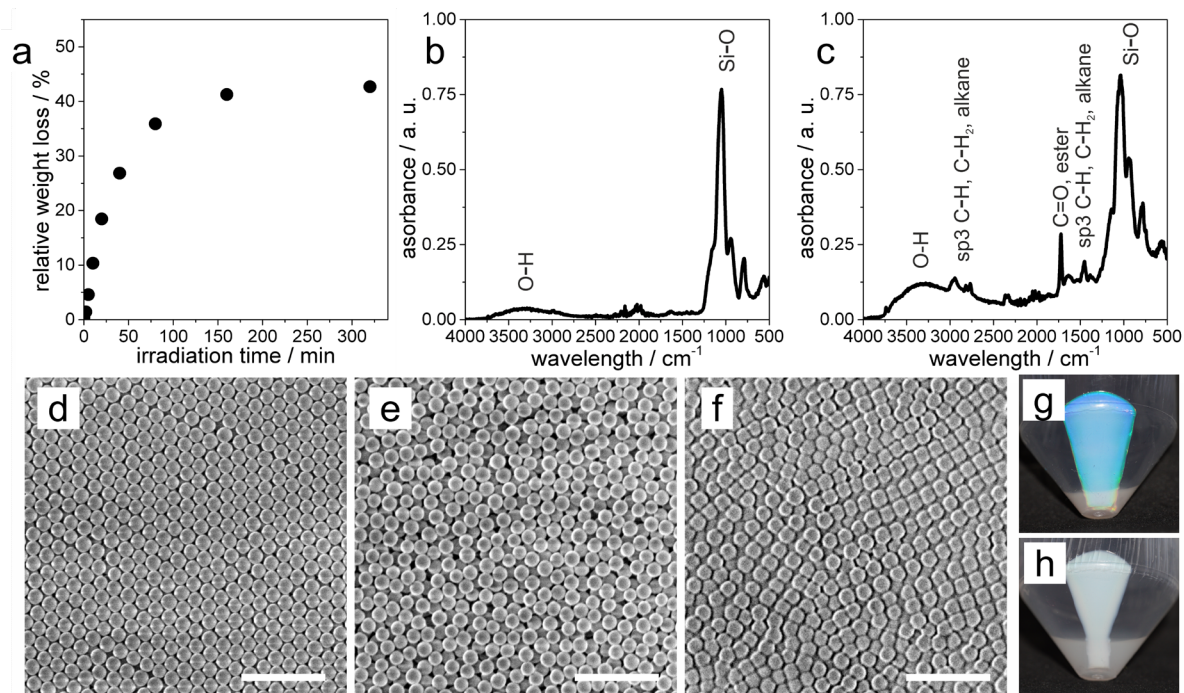 a
50
40
30
20
10
0
relative weight loss / %
0 50 100 150 200 250 300
irradiation time / min
b
1.00
0.75
0.50
0.25
0.00
asorbance / a. u.
O-H
Si-O
4000 3500 3000 2500 2000 1500 1000 500
wavelength / cm-1
c
1.00
0.75
0.50
0.25
0.00
asorbance / a. u.
O-H
sp3 C-H, C-H2, alkane
C=O, ester
sp3 C-H, C-H2, alkane
Si-O
4000 3500 3000 2500 2000 1500 1000 500
wavelength / cm-1
d
e
f
g
h